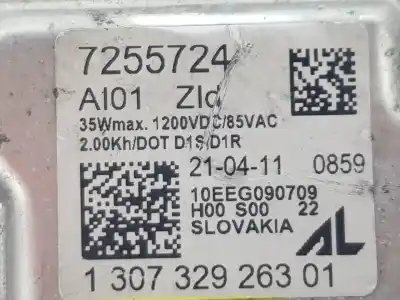 7255724
AI01 Zld
35Wmax. 1200VDC/85VAC
2.00Kh/DOT D1S/D1R
21-04-11 0859
10EEG090709
H00 S00 22
SLOVAKIA AL
1 307 329 263 01